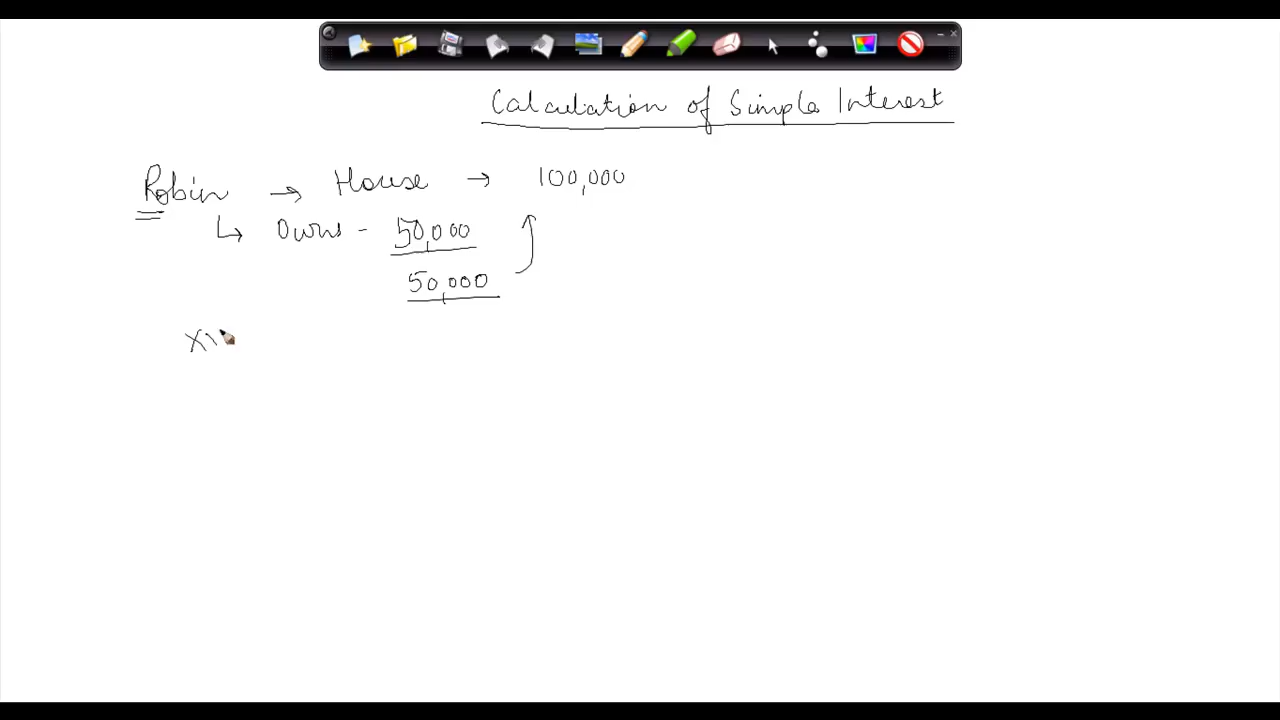 Calculation of Simple Interest
Robin → House → 100,000
↳ Owns - 50,000
50,000